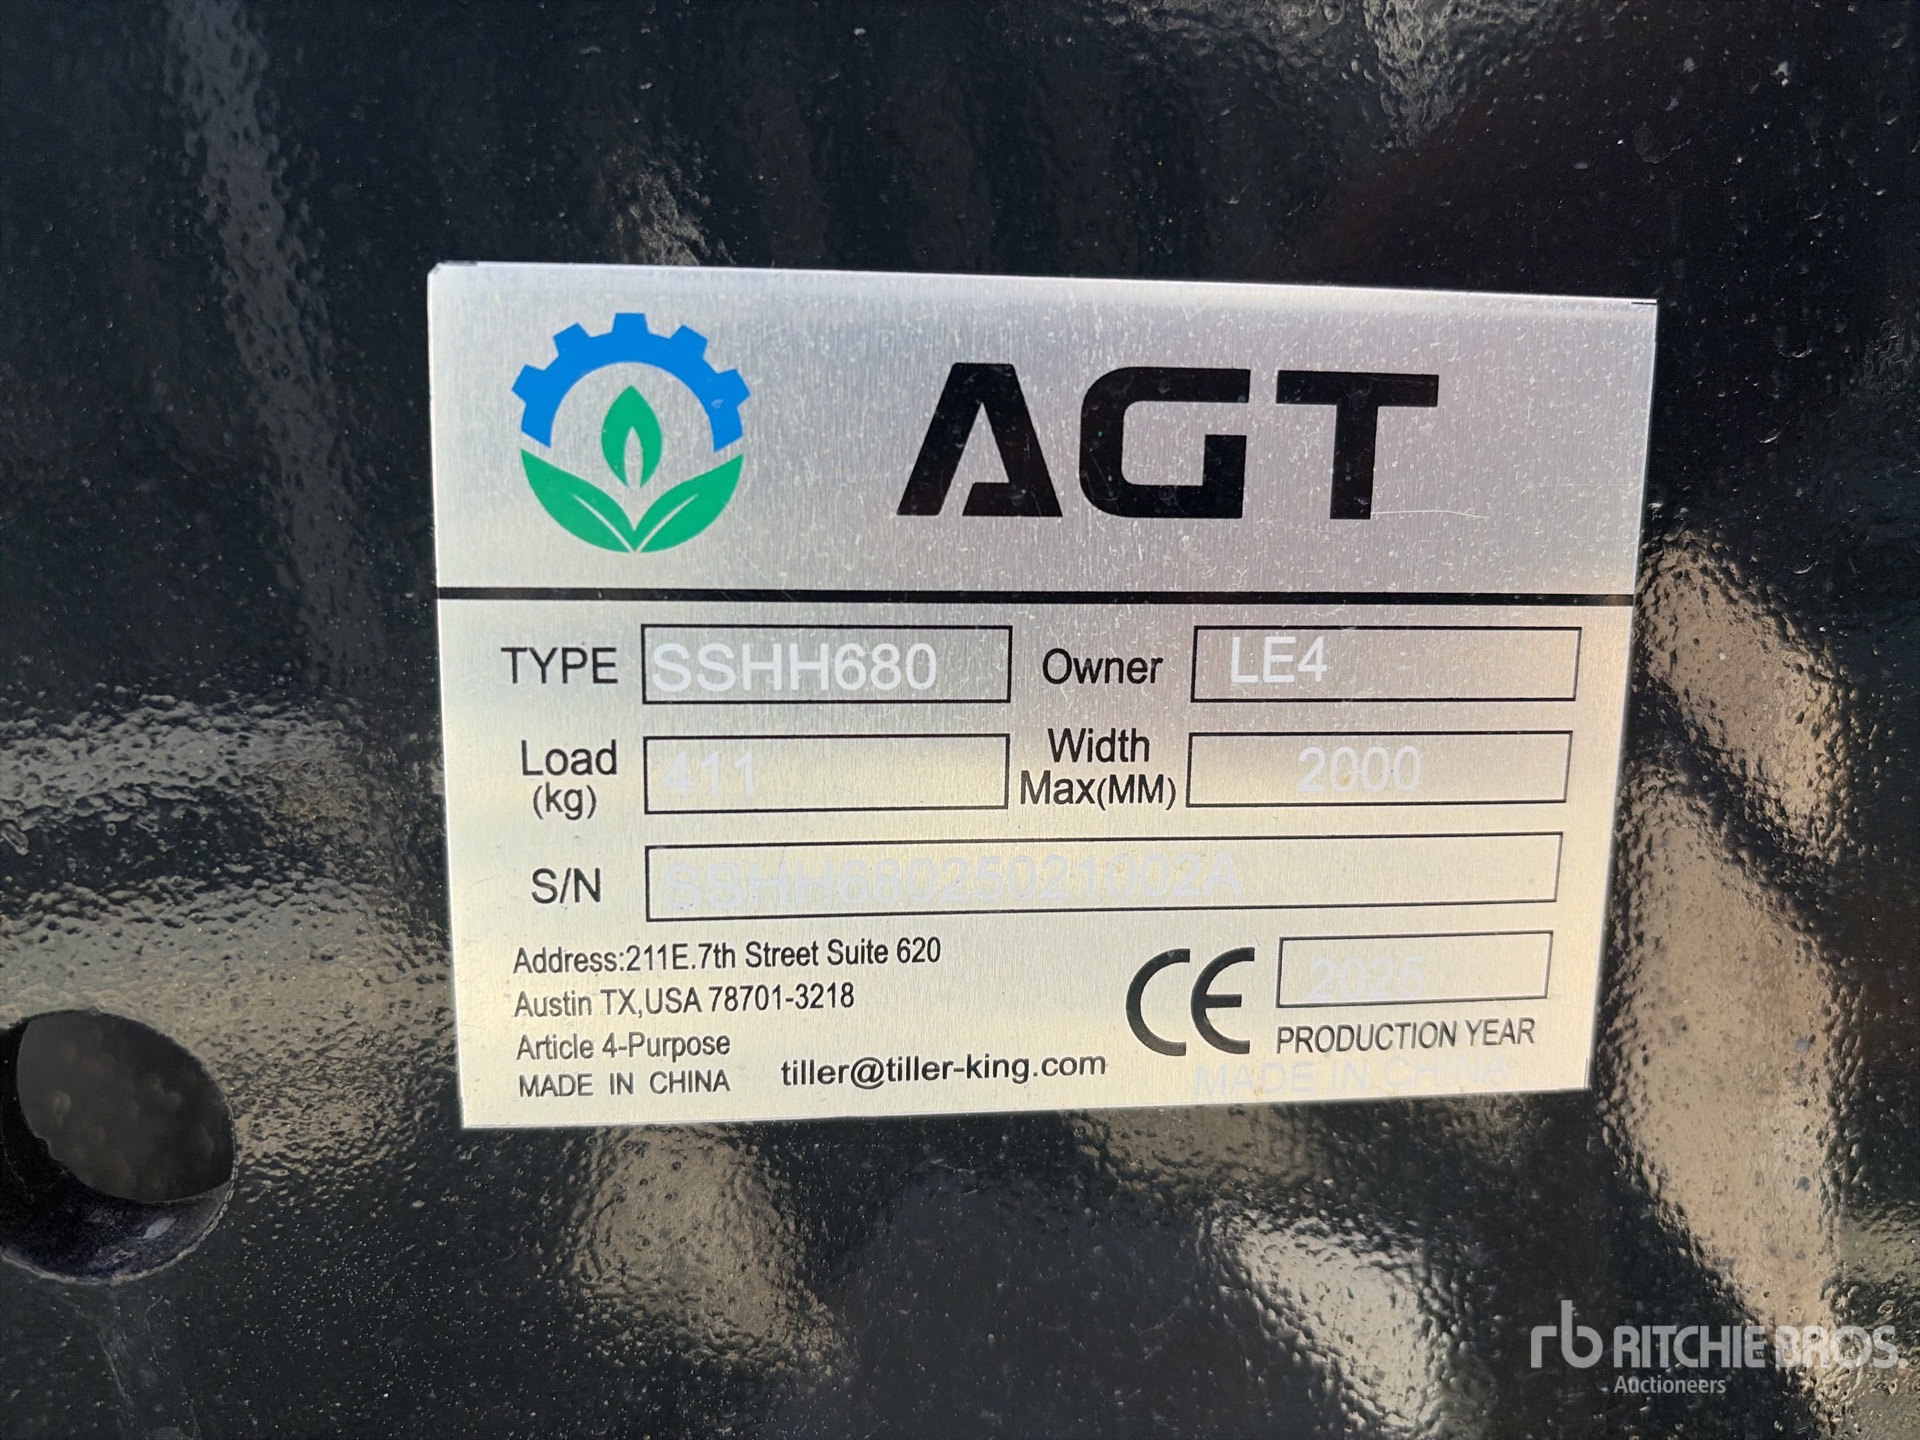 AGT
TYPE SSHH680 Owner LE4
Load (kg) 411 Width Max(MM) 2000
S/N SSHH68025021002A
Address:211E.7th Street Suite 620
Austin TX,USA 78701-3218
Article 4-Purpose
MADE IN CHINA
tiller@tiller-king.com
CE 2025
PRODUCTION YEAR
MADE IN CHINA
rb RITCHIE BROS.
Auctioneers